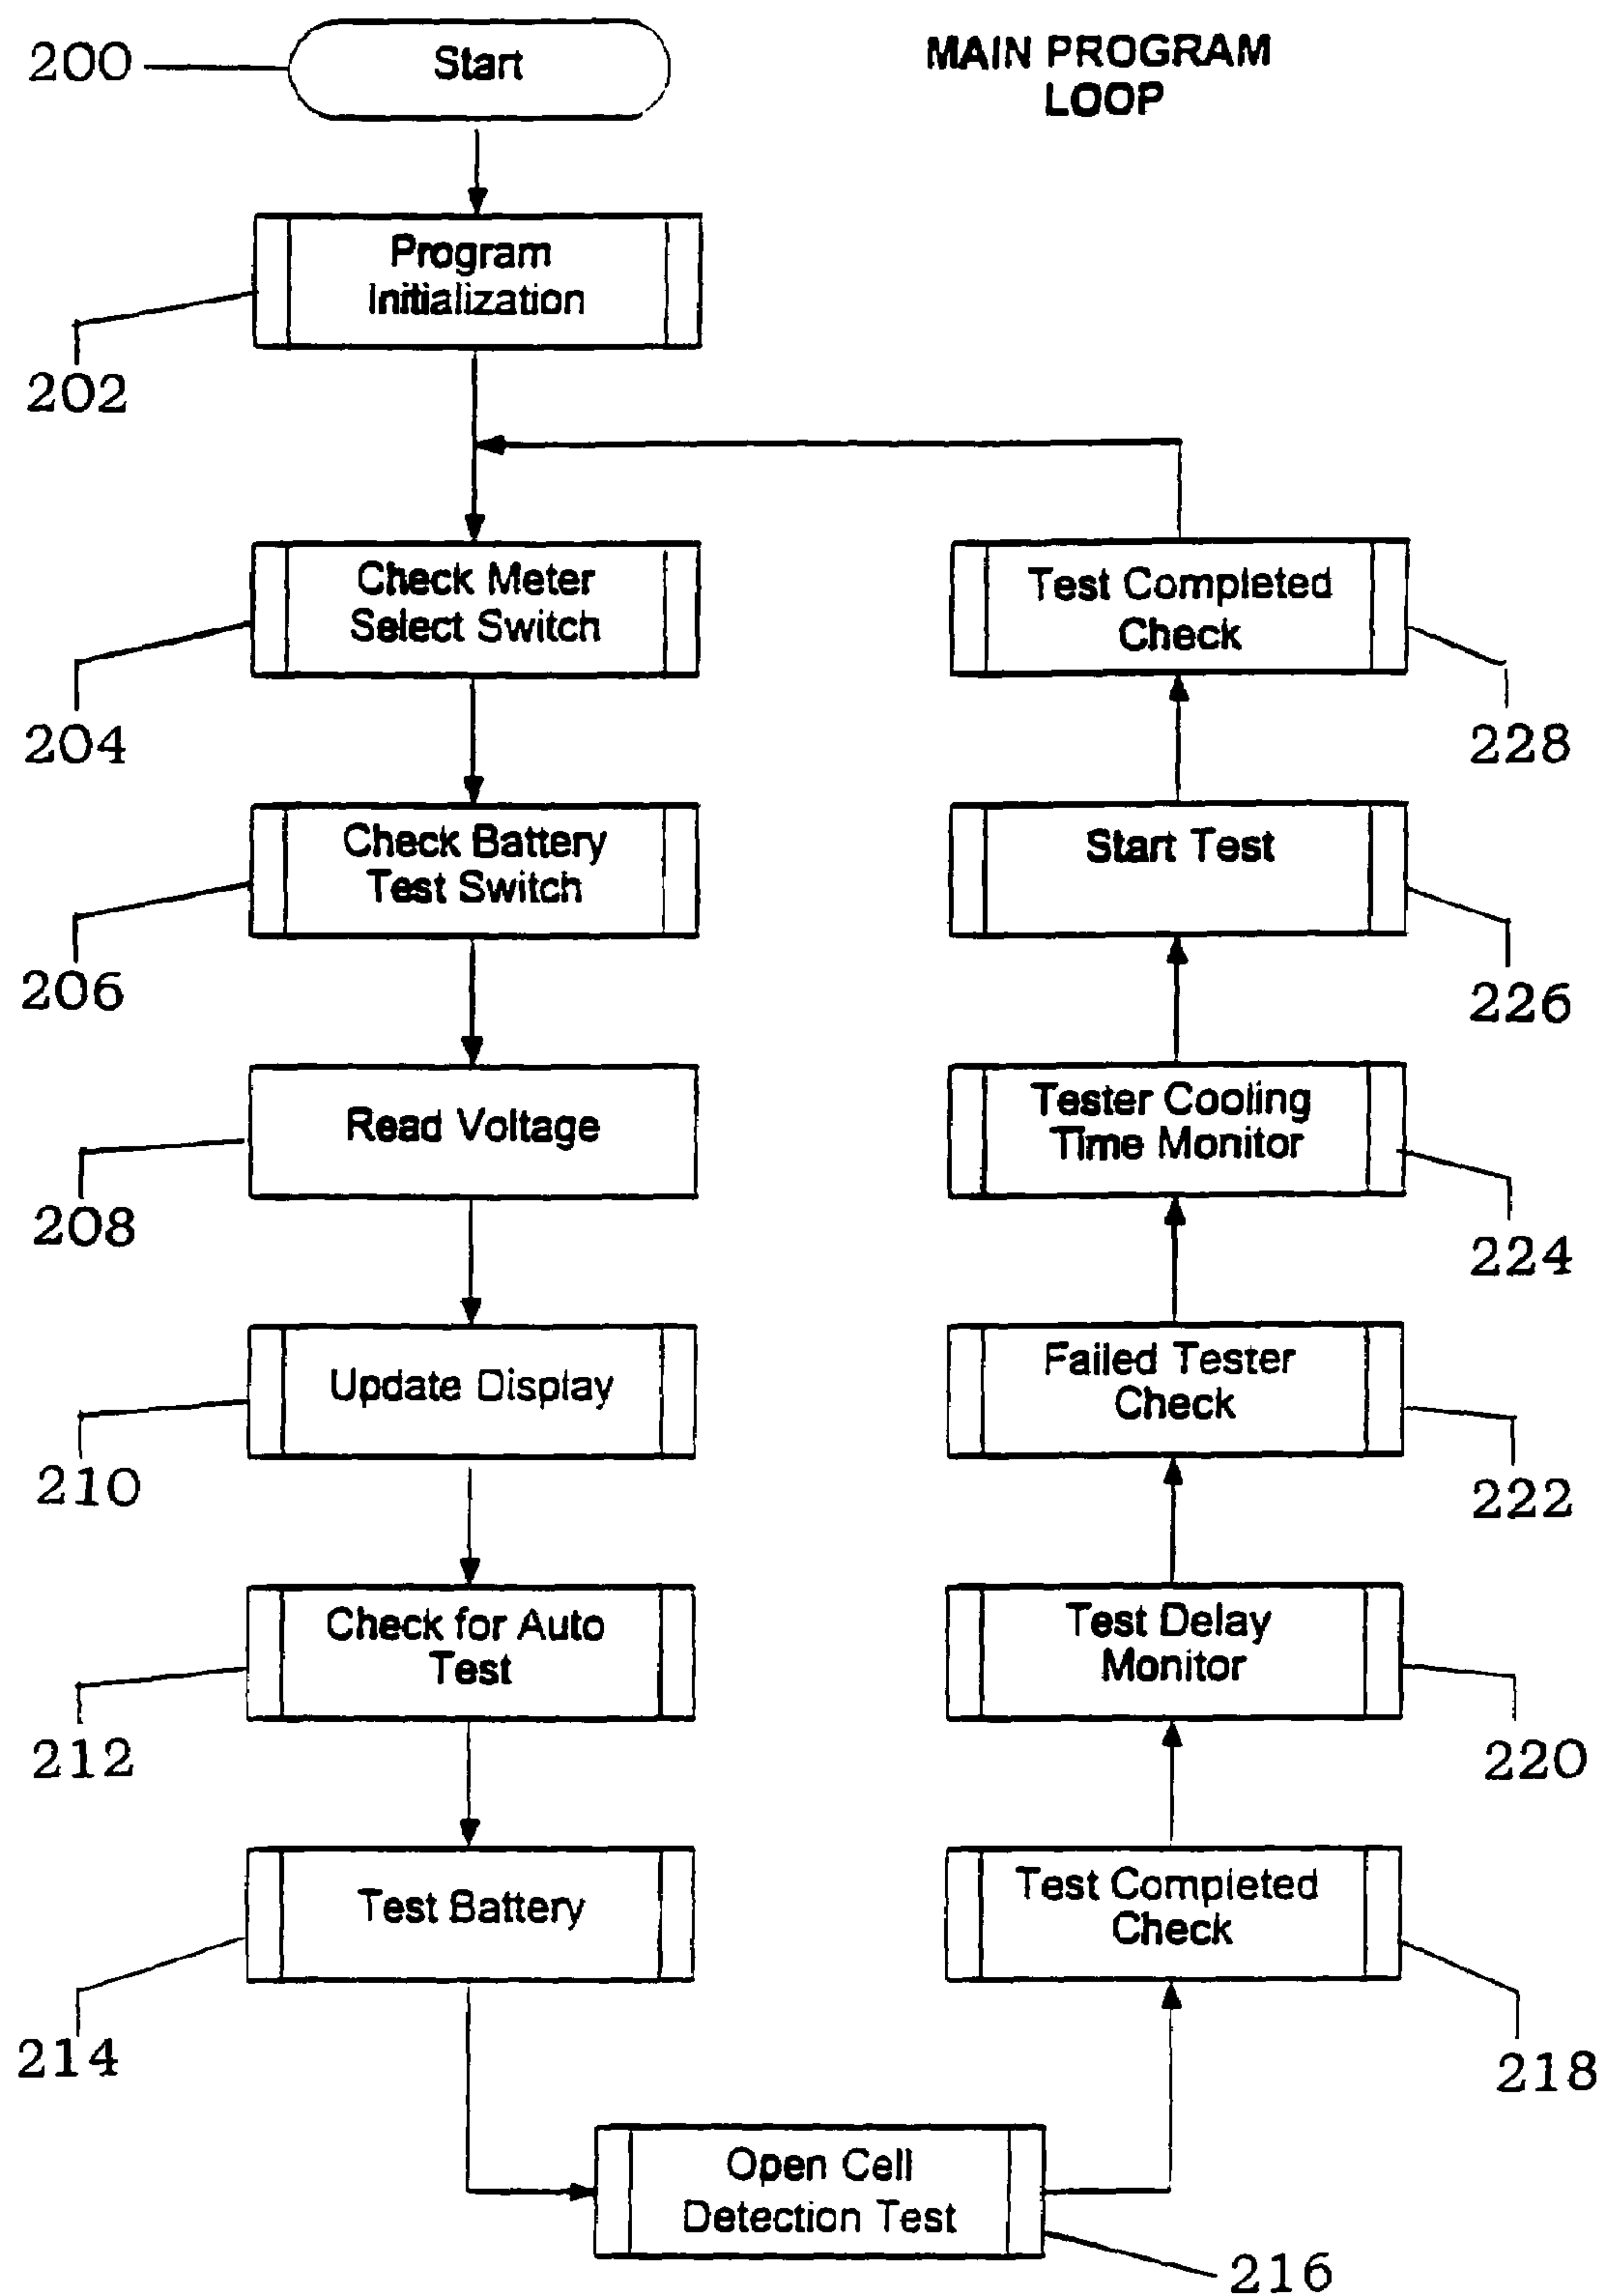 200
Start
MAIN PROGRAM
LOOP
Program
Initialization
202
Check Meter
Select Switch
204
Check Battery
Test Switch
206
Read Voltage
208
Update Display
210
Check for Auto
Test
212
Test Battery
214
Open Cell
Detection Test
216
Test Completed
Check
218
Test Delay
Monitor
220
Failed Tester
Check
222
Tester Cooling
Time Monitor
224
Start Test
226
Test Completed
Check
228